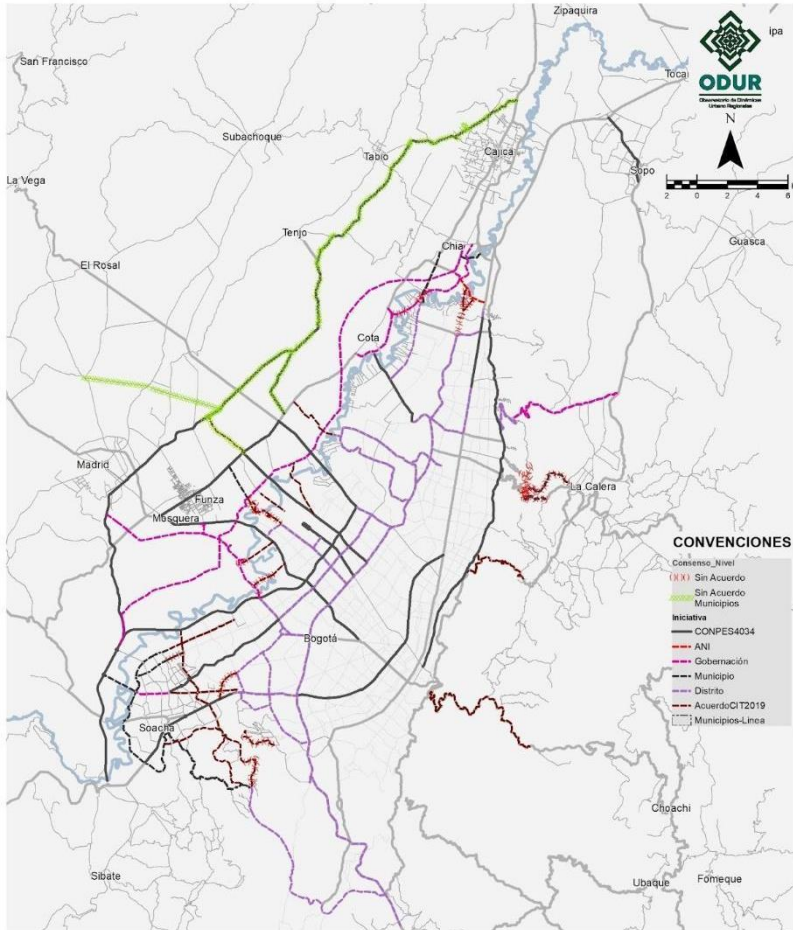 Zipaquira
ipa
San Francisco
Toca
ODUR
Observatorio de Dinámicas
Urbano Regionales
N
Subachoque
Tabio
Cajica
Sopo
La Vega
2 0 2 4 6
Tenjo
Chia
Guasca
El Rosal
Cota
Madrid
La Calera
Funza
Mosquera
CONVENCIONES
Consenso_Nivel
Sin Acuerdo
Sin Acuerdo
Municipios
Iniciativa
CONPES4034
ANI
Gobernación
Bogotá
Municipio
Distrito
AcuerdoCIT2019
Soacha
Municipios-Linea
Choachi
Sibate
Ubaque
Fomeque